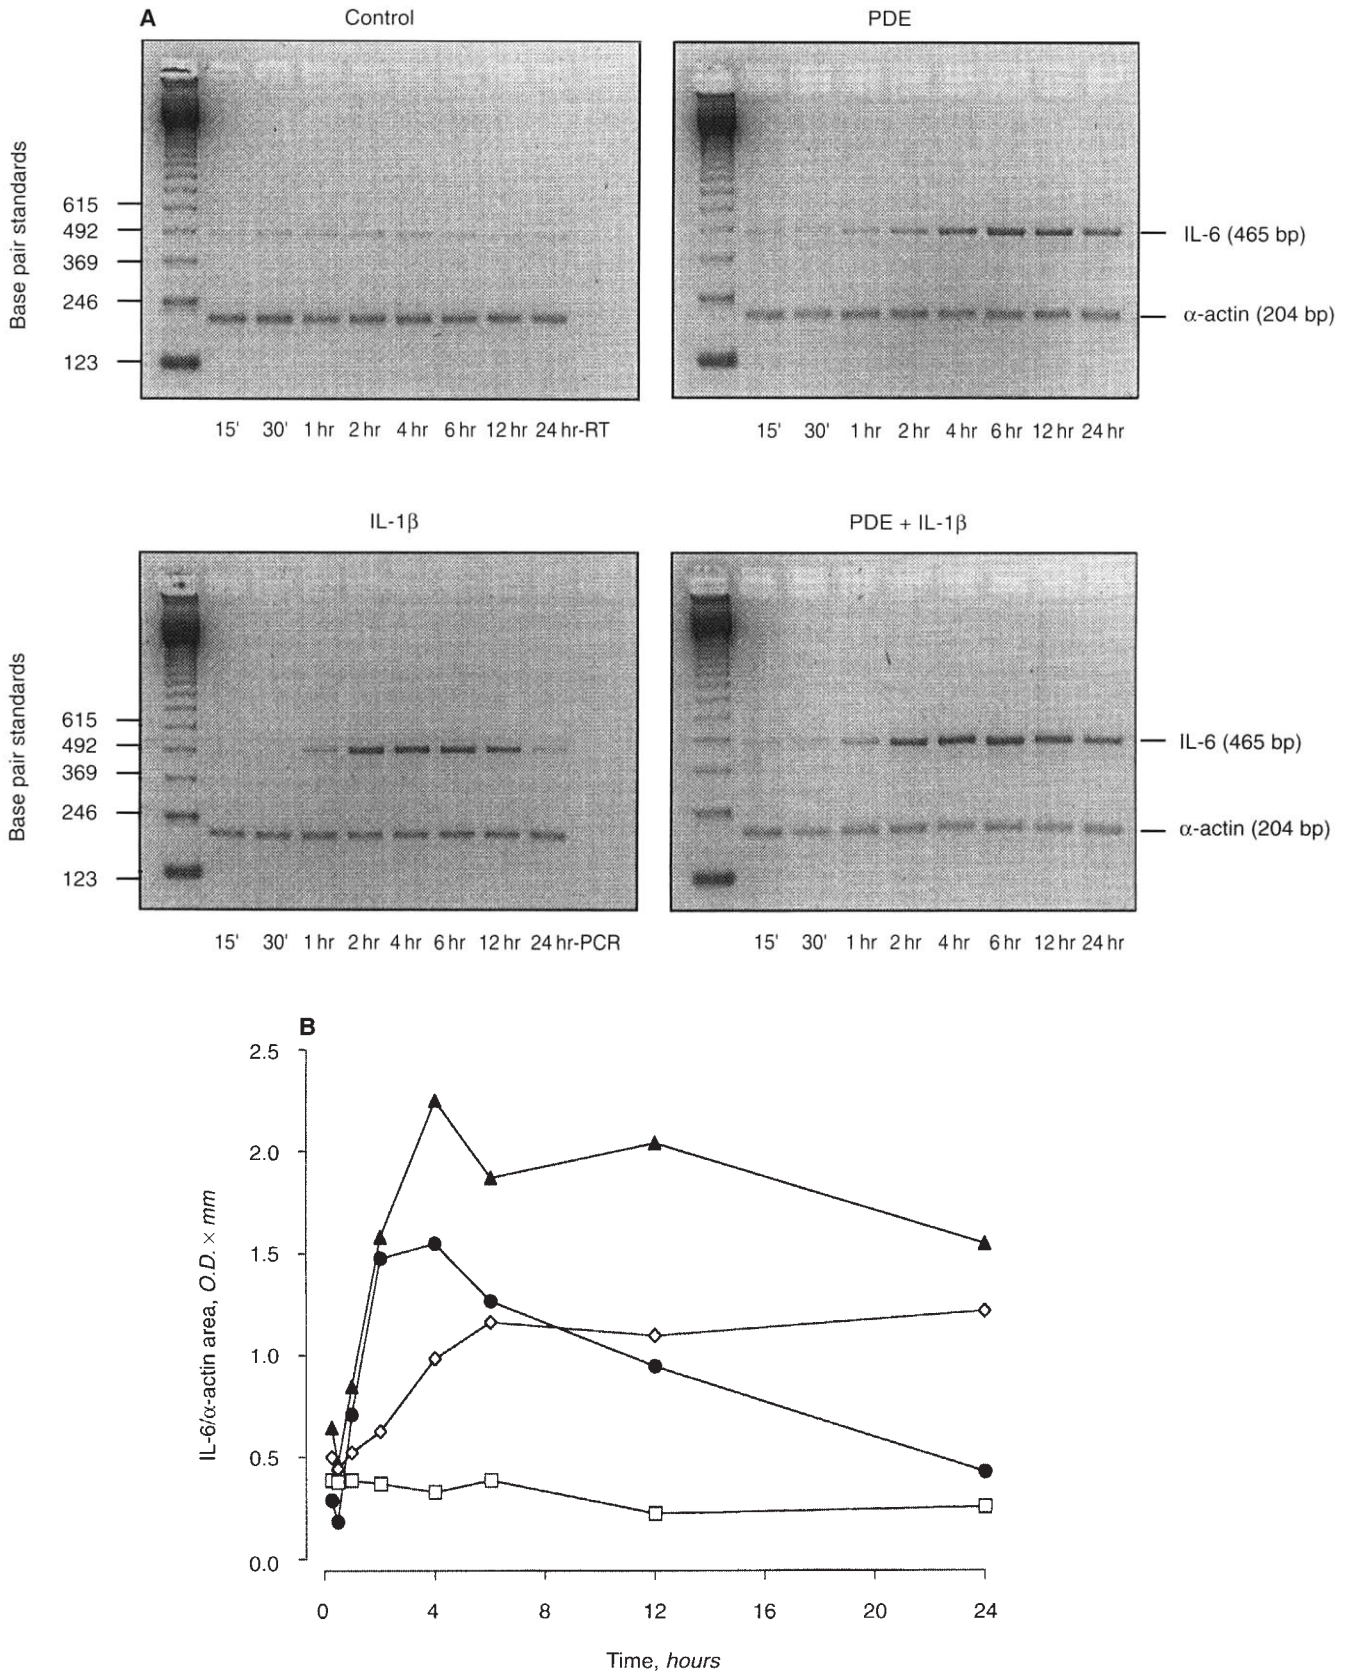 A
Control
PDE
Base pair standards
615
492
369
246
123
IL-6 (465 bp)
α-actin (204 bp)
15' 30' 1 hr 2 hr 4 hr 6 hr 12 hr 24 hr-RT
15' 30' 1 hr 2 hr 4 hr 6 hr 12 hr 24 hr
IL-1β
PDE + IL-1β
Base pair standards
615
492
369
246
123
IL-6 (465 bp)
α-actin (204 bp)
15' 30' 1 hr 2 hr 4 hr 6 hr 12 hr 24 hr-PCR
15' 30' 1 hr 2 hr 4 hr 6 hr 12 hr 24 hr
B
IL-6/α-actin area, O.D. × mm
2.5
2.0
1.5
1.0
0.5
0.0
0 4 8 12 16 20 24
Time, hours